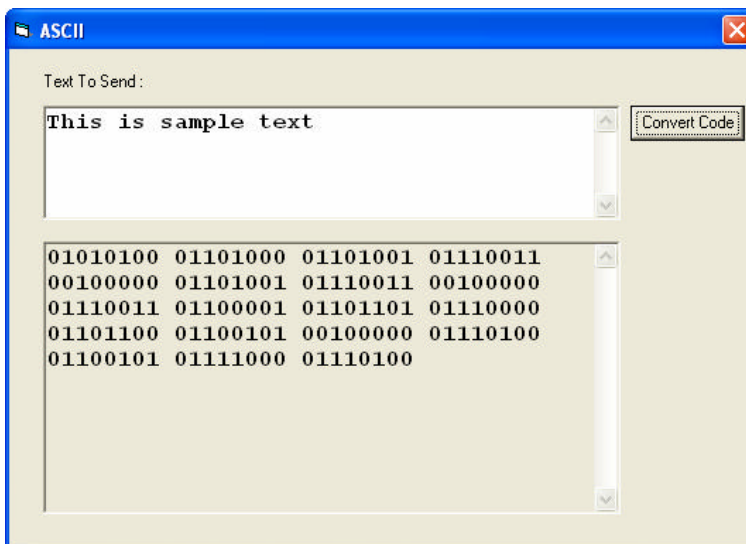 ASCII
Text To Send :
This is sample text
Convert Code
01010100 01101000 01101001 01110011
00100000 01101001 01110011 00100000
01110011 01100001 01101101 01110000
01101100 01100101 00100000 01110100
01100101 01111000 01110100